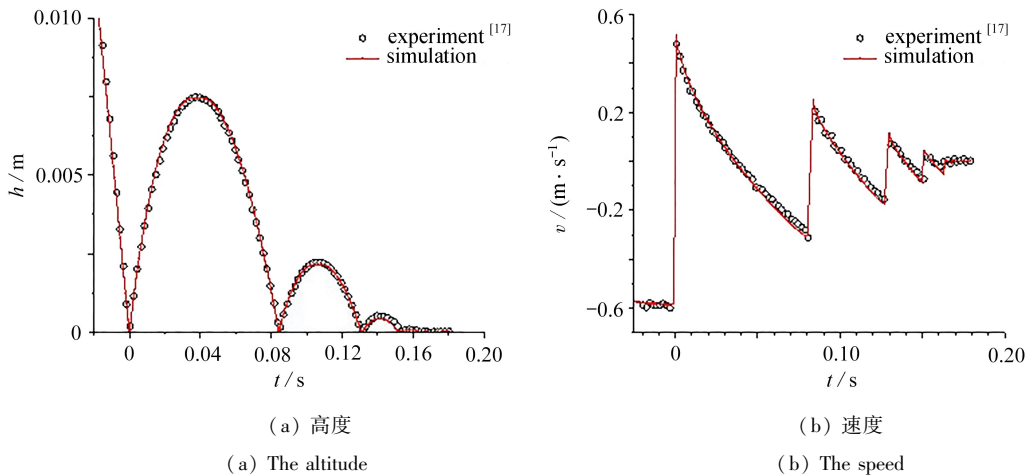 0.010
0.005
0
h / m
experiment [17]
simulation
0
0.04
0.08
0.12
0.16
0.20
t / s
(a) 高度
(a) The altitude
0.6
0.2
−0.2
−0.6
v / (m · s⁻¹)
experiment [17]
simulation
0
0.10
0.20
t / s
(b) 速度
(b) The speed